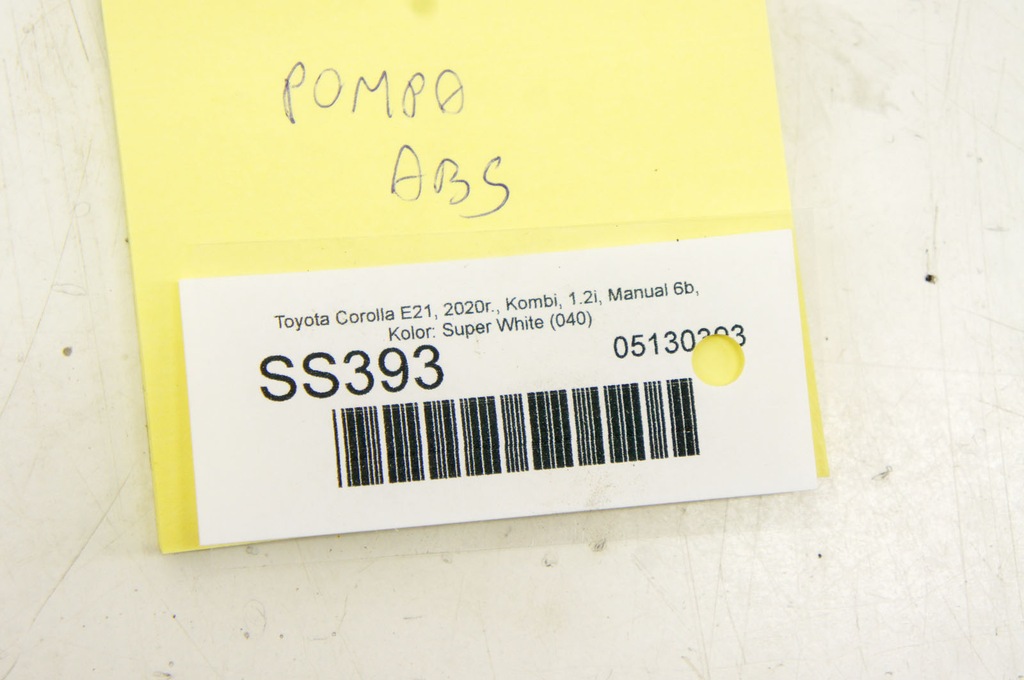 POMPA
ABS
Toyota Corolla E21, 2020r., Kombi, 1.2i, Manual 6b,
Kolor: Super White (040)
SS393